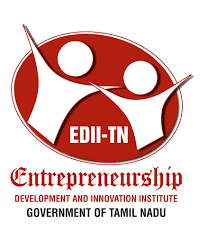 EDII-TN
Entrepreneurship
DEVELOPMENT AND INNOVATION INSTITUTE
GOVERNMENT OF TAMIL NADU